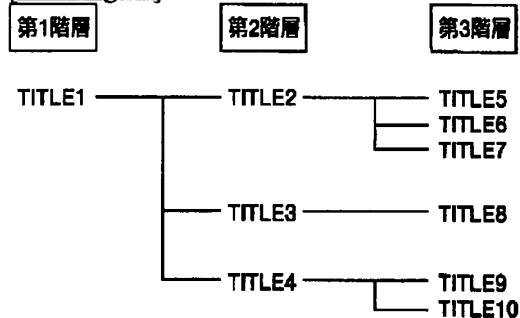 第1階層 第2階層 第3階層
TITLE1 TITLE2 TITLE5
TITLE6
TITLE7
TITLE3 TITLE8
TITLE4 TITLE9
TITLE10